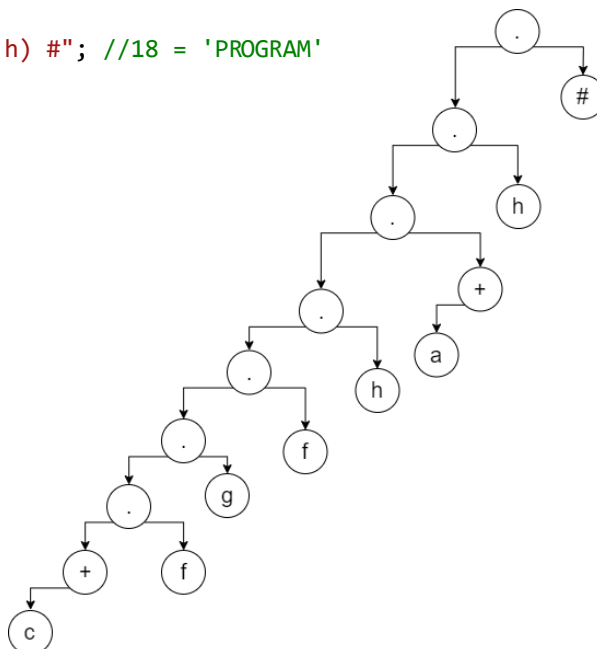 h) #"; //18 = 'PROGRAM'
.
#
.
h
.
+
.
a
.
h
.
f
.
g
+
f
c